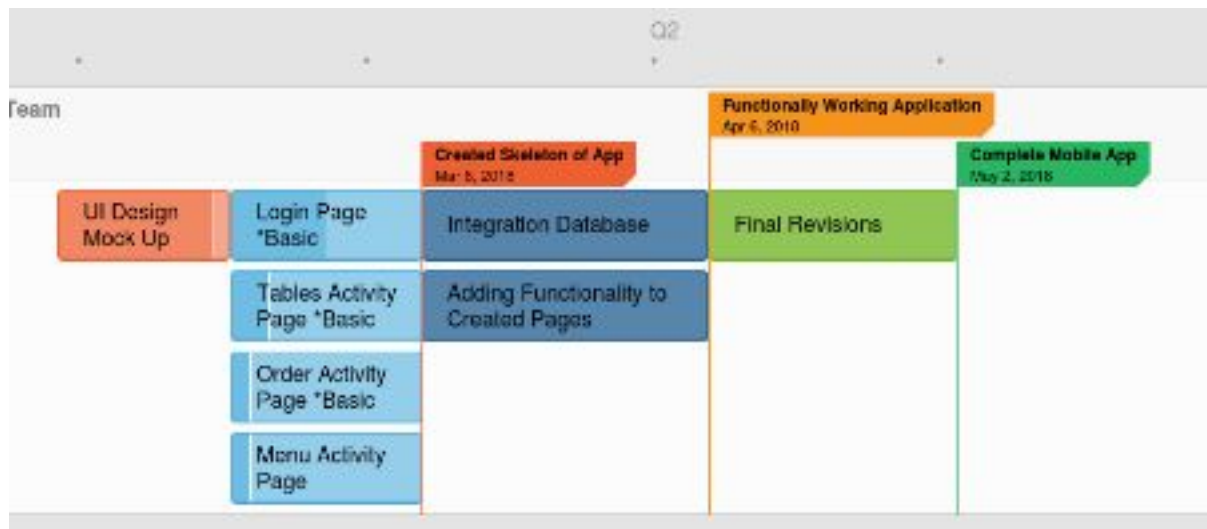 Q2
Team
Functionally Working Application
Apr 6, 2018
Created Skeleton of App
Mar 6, 2018
Complete Mobile App
May 2, 2018
UI Design
Mock Up
Login Page
*Basic
Integration Database
Final Revisions
Tables Activity
Page *Basic
Adding Functionality to
Created Pages
Order Activity
Page *Basic
Menu Activity
Page